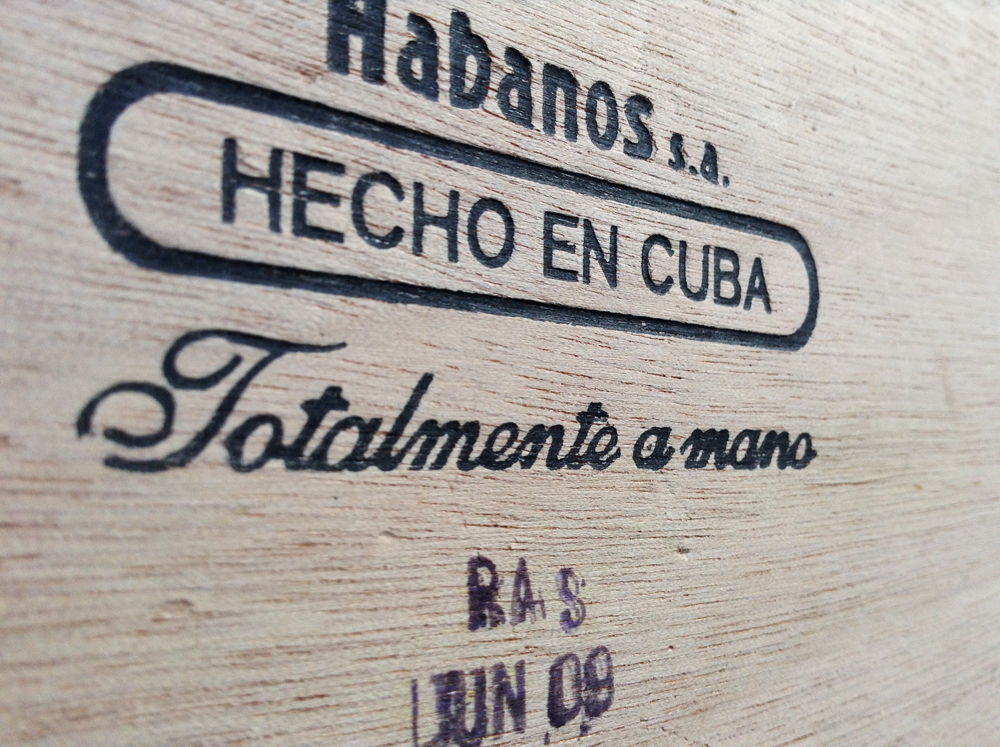 Habanos s.a.
HECHO EN CUBA
Totalmente a mano
RAS
JUN 09